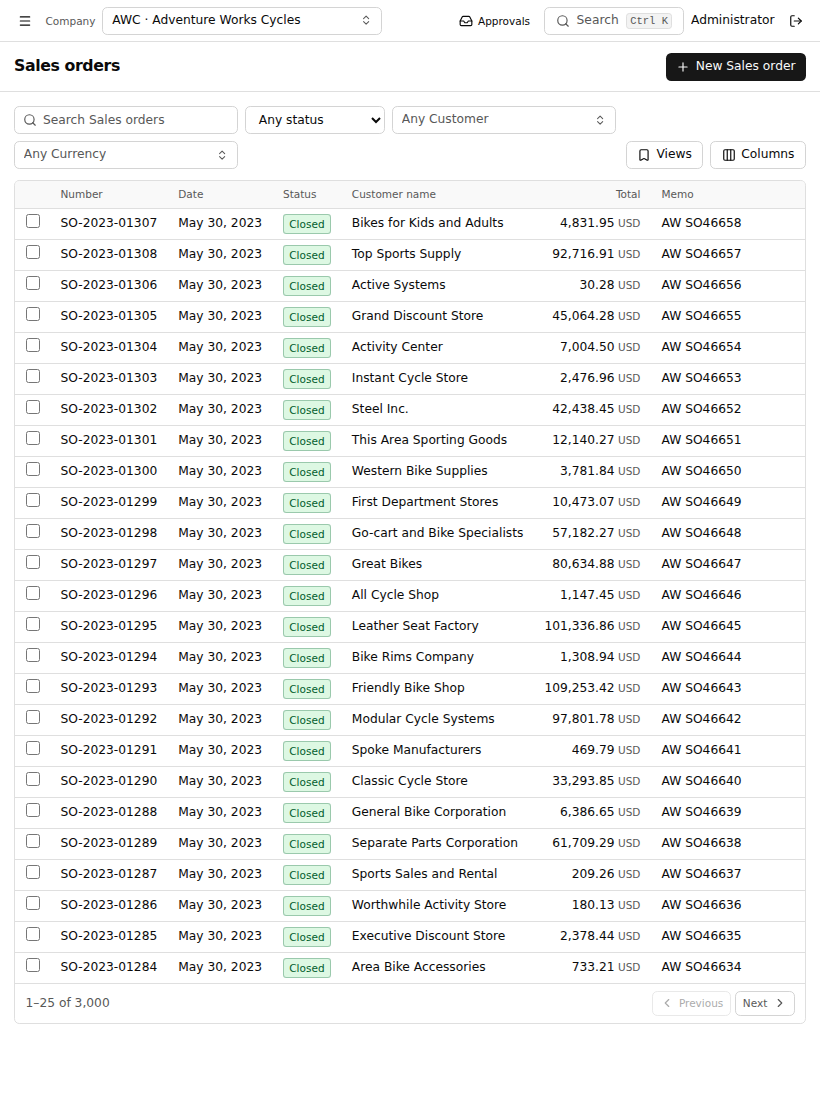 Company AWC · Adventure Works Cycles Approvals Search Ctrl K Administrator
Sales orders New Sales order
Search Sales orders Any status Any Customer
Any Currency Views Columns
Number Date Status Customer name Total Memo
SO-2023-01307 May 30, 2023 Closed Bikes for Kids and Adults 4,831.95 USD AW SO46658
SO-2023-01308 May 30, 2023 Closed Top Sports Supply 92,716.91 USD AW SO46657
SO-2023-01306 May 30, 2023 Closed Active Systems 30.28 USD AW SO46656
SO-2023-01305 May 30, 2023 Closed Grand Discount Store 45,064.28 USD AW SO46655
SO-2023-01304 May 30, 2023 Closed Activity Center 7,004.50 USD AW SO46654
SO-2023-01303 May 30, 2023 Closed Instant Cycle Store 2,476.96 USD AW SO46653
SO-2023-01302 May 30, 2023 Closed Steel Inc. 42,438.45 USD AW SO46652
SO-2023-01301 May 30, 2023 Closed This Area Sporting Goods 12,140.27 USD AW SO46651
SO-2023-01300 May 30, 2023 Closed Western Bike Supplies 3,781.84 USD AW SO46650
SO-2023-01299 May 30, 2023 Closed First Department Stores 10,473.07 USD AW SO46649
SO-2023-01298 May 30, 2023 Closed Go-cart and Bike Specialists 57,182.27 USD AW SO46648
SO-2023-01297 May 30, 2023 Closed Great Bikes 80,634.88 USD AW SO46647
SO-2023-01296 May 30, 2023 Closed All Cycle Shop 1,147.45 USD AW SO46646
SO-2023-01295 May 30, 2023 Closed Leather Seat Factory 101,336.86 USD AW SO46645
SO-2023-01294 May 30, 2023 Closed Bike Rims Company 1,308.94 USD AW SO46644
SO-2023-01293 May 30, 2023 Closed Friendly Bike Shop 109,253.42 USD AW SO46643
SO-2023-01292 May 30, 2023 Closed Modular Cycle Systems 97,801.78 USD AW SO46642
SO-2023-01291 May 30, 2023 Closed Spoke Manufacturers 469.79 USD AW SO46641
SO-2023-01290 May 30, 2023 Closed Classic Cycle Store 33,293.85 USD AW SO46640
SO-2023-01288 May 30, 2023 Closed General Bike Corporation 6,386.65 USD AW SO46639
SO-2023-01289 May 30, 2023 Closed Separate Parts Corporation 61,709.29 USD AW SO46638
SO-2023-01287 May 30, 2023 Closed Sports Sales and Rental 209.26 USD AW SO46637
SO-2023-01286 May 30, 2023 Closed Worthwhile Activity Store 180.13 USD AW SO46636
SO-2023-01285 May 30, 2023 Closed Executive Discount Store 2,378.44 USD AW SO46635
SO-2023-01284 May 30, 2023 Closed Area Bike Accessories 733.21 USD AW SO46634
1–25 of 3,000 Previous Next